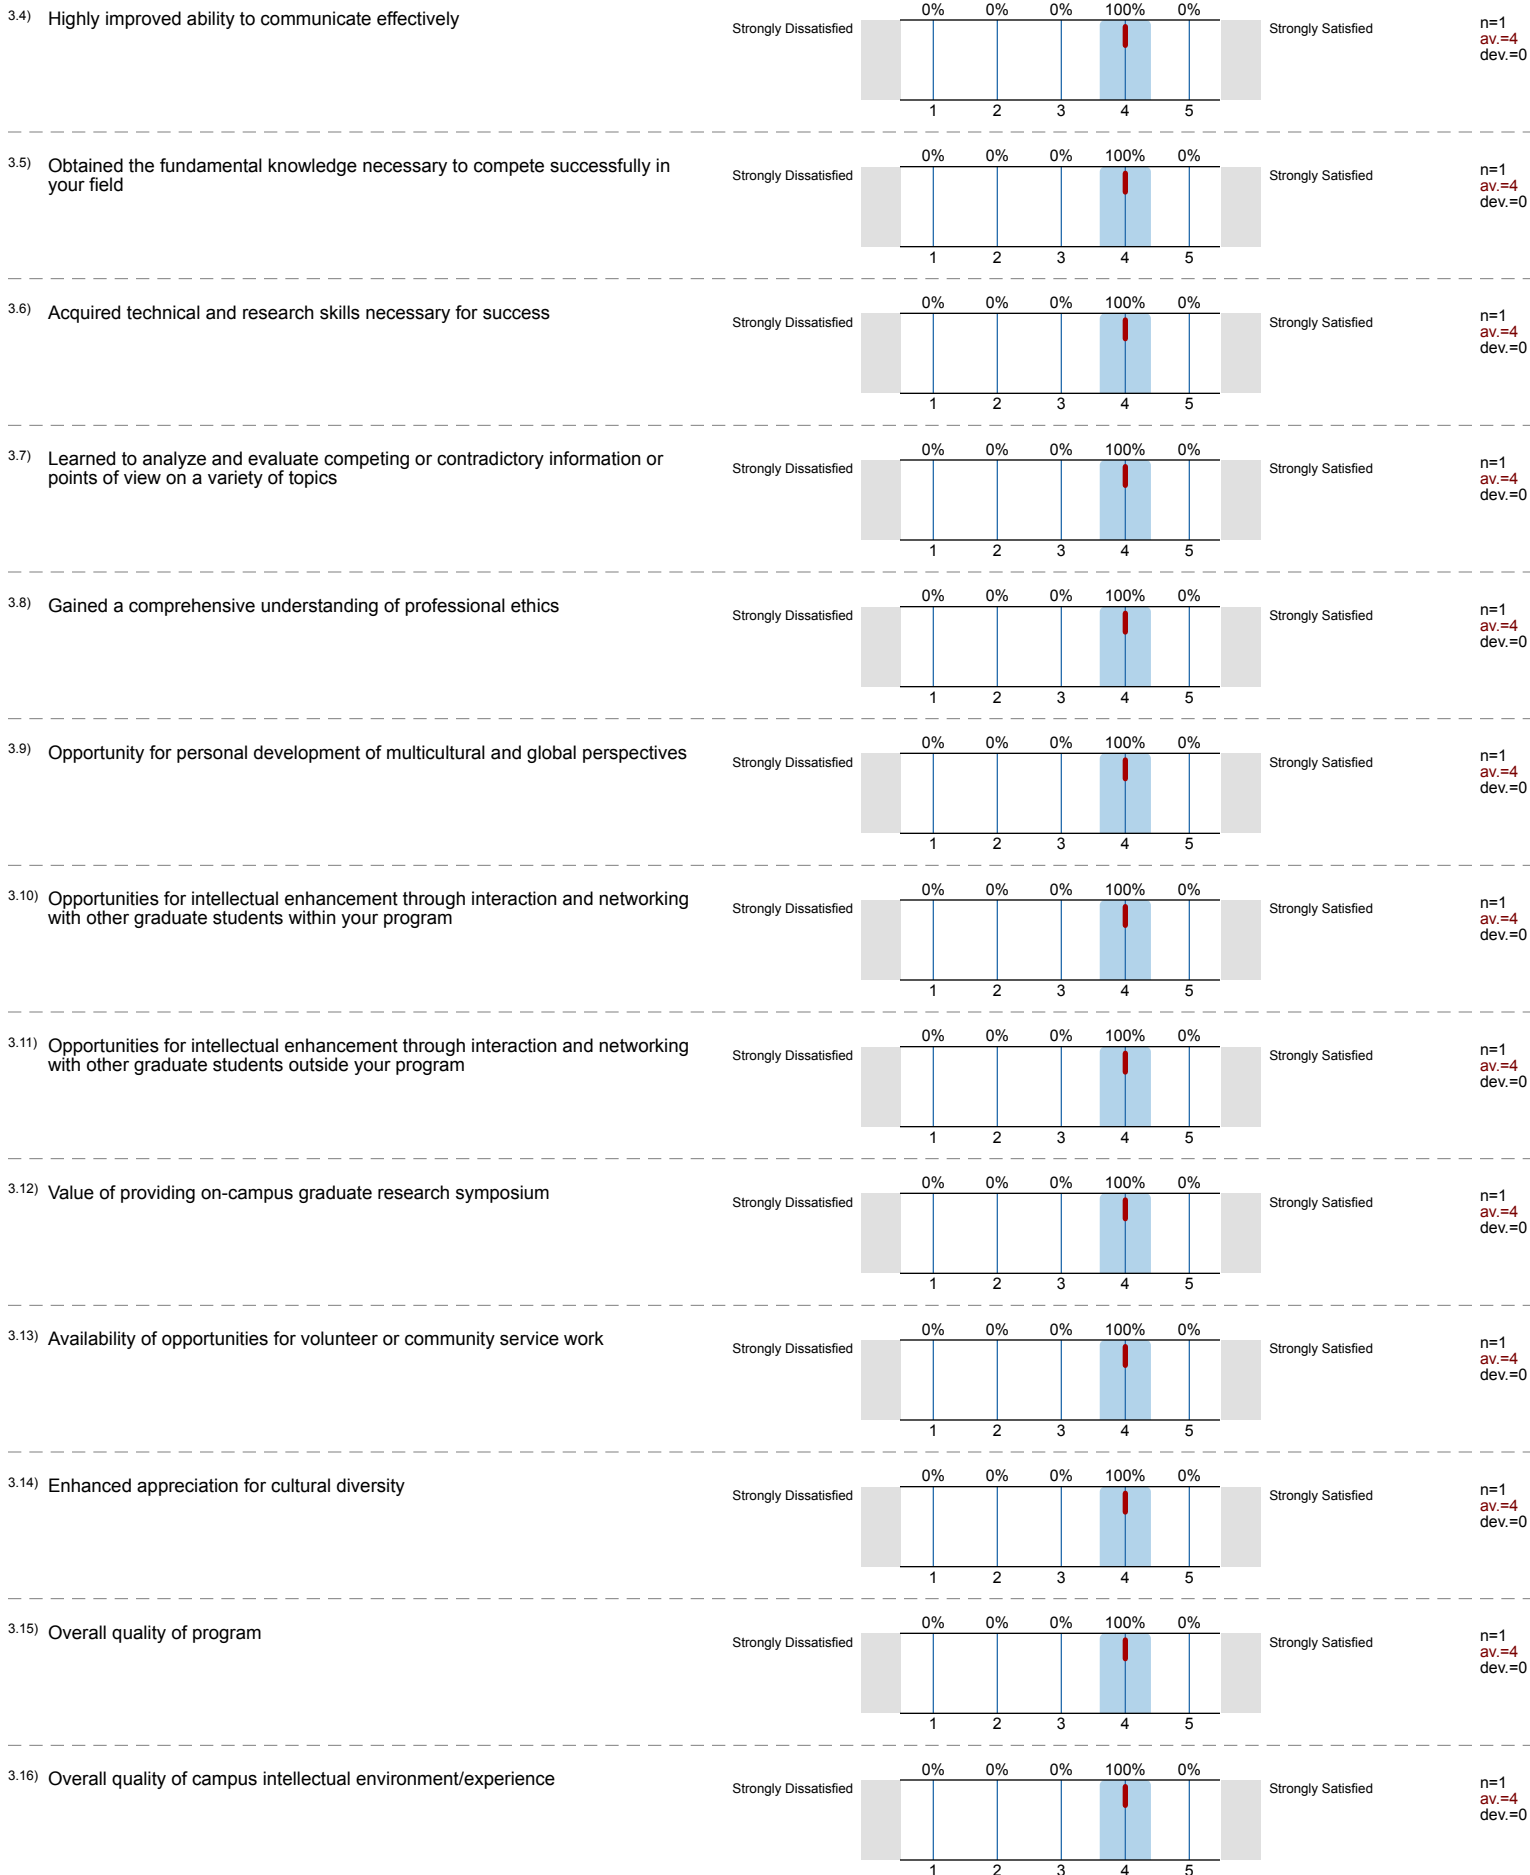 3.4) Highly improved ability to communicate effectively
0% 0% 0% 100% 0%
Strongly Dissatisfied Strongly Satisfied
n=1
av.=4
dev.=0
1 2 3 4 5
3.5) Obtained the fundamental knowledge necessary to compete successfully in
your field
0% 0% 0% 100% 0%
Strongly Dissatisfied Strongly Satisfied
n=1
av.=4
dev.=0
1 2 3 4 5
3.6) Acquired technical and research skills necessary for success
0% 0% 0% 100% 0%
Strongly Dissatisfied Strongly Satisfied
n=1
av.=4
dev.=0
1 2 3 4 5
3.7) Learned to analyze and evaluate competing or contradictory information or
points of view on a variety of topics
0% 0% 0% 100% 0%
Strongly Dissatisfied Strongly Satisfied
n=1
av.=4
dev.=0
1 2 3 4 5
3.8) Gained a comprehensive understanding of professional ethics
0% 0% 0% 100% 0%
Strongly Dissatisfied Strongly Satisfied
n=1
av.=4
dev.=0
1 2 3 4 5
3.9) Opportunity for personal development of multicultural and global perspectives
0% 0% 0% 100% 0%
Strongly Dissatisfied Strongly Satisfied
n=1
av.=4
dev.=0
1 2 3 4 5
3.10) Opportunities for intellectual enhancement through interaction and networking
with other graduate students within your program
0% 0% 0% 100% 0%
Strongly Dissatisfied Strongly Satisfied
n=1
av.=4
dev.=0
1 2 3 4 5
3.11) Opportunities for intellectual enhancement through interaction and networking
with other graduate students outside your program
0% 0% 0% 100% 0%
Strongly Dissatisfied Strongly Satisfied
n=1
av.=4
dev.=0
1 2 3 4 5
3.12) Value of providing on-campus graduate research symposium
0% 0% 0% 100% 0%
Strongly Dissatisfied Strongly Satisfied
n=1
av.=4
dev.=0
1 2 3 4 5
3.13) Availability of opportunities for volunteer or community service work
0% 0% 0% 100% 0%
Strongly Dissatisfied Strongly Satisfied
n=1
av.=4
dev.=0
1 2 3 4 5
3.14) Enhanced appreciation for cultural diversity
0% 0% 0% 100% 0%
Strongly Dissatisfied Strongly Satisfied
n=1
av.=4
dev.=0
1 2 3 4 5
3.15) Overall quality of program
0% 0% 0% 100% 0%
Strongly Dissatisfied Strongly Satisfied
n=1
av.=4
dev.=0
1 2 3 4 5
3.16) Overall quality of campus intellectual environment/experience
0% 0% 0% 100% 0%
Strongly Dissatisfied Strongly Satisfied
n=1
av.=4
dev.=0
1 2 3 4 5